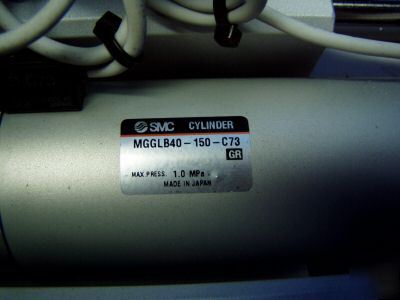 SMC CYLINDER
MGGLB40-150-C73
GR
MAX.PRESS. 1.0 MPa
MADE IN JAPAN